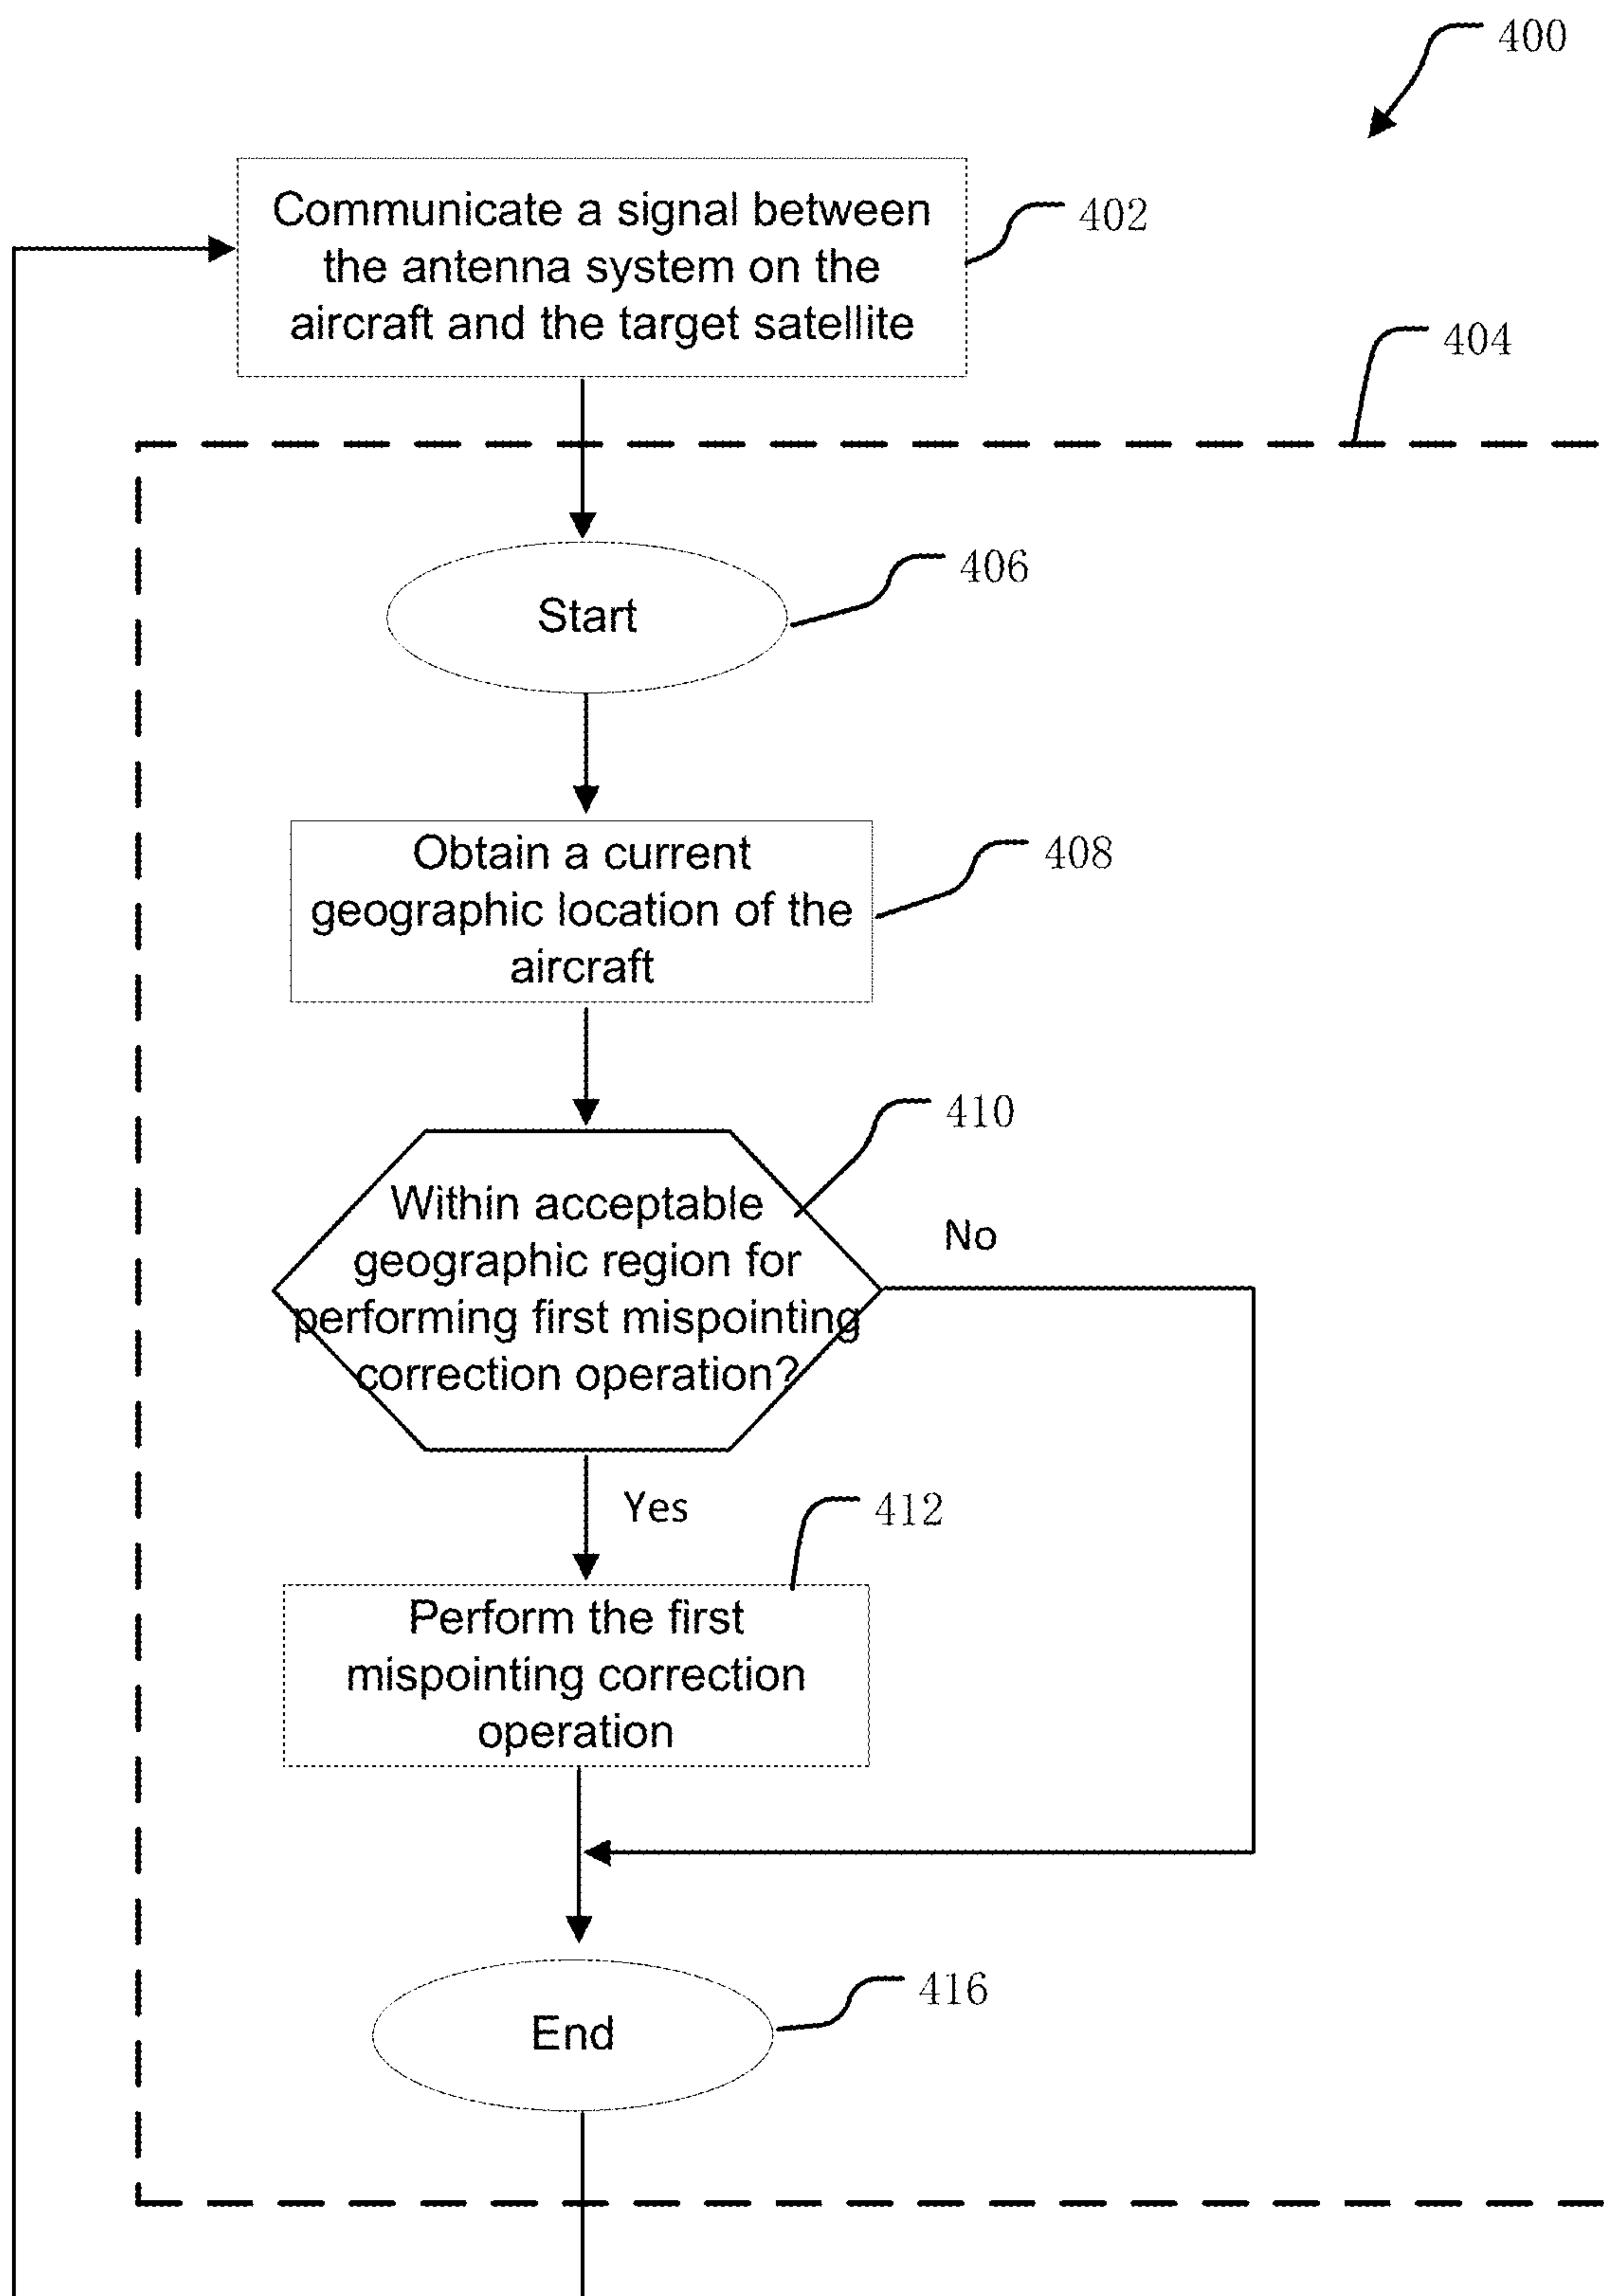 400
Communicate a signal between
the antenna system on the
aircraft and the target satellite
402
404
Start
406
Obtain a current
geographic location of the
aircraft
408
410
Within acceptable
geographic region for
performing first mispointing
correction operation?
No
Yes
412
Perform the first
mispointing correction
operation
End
416